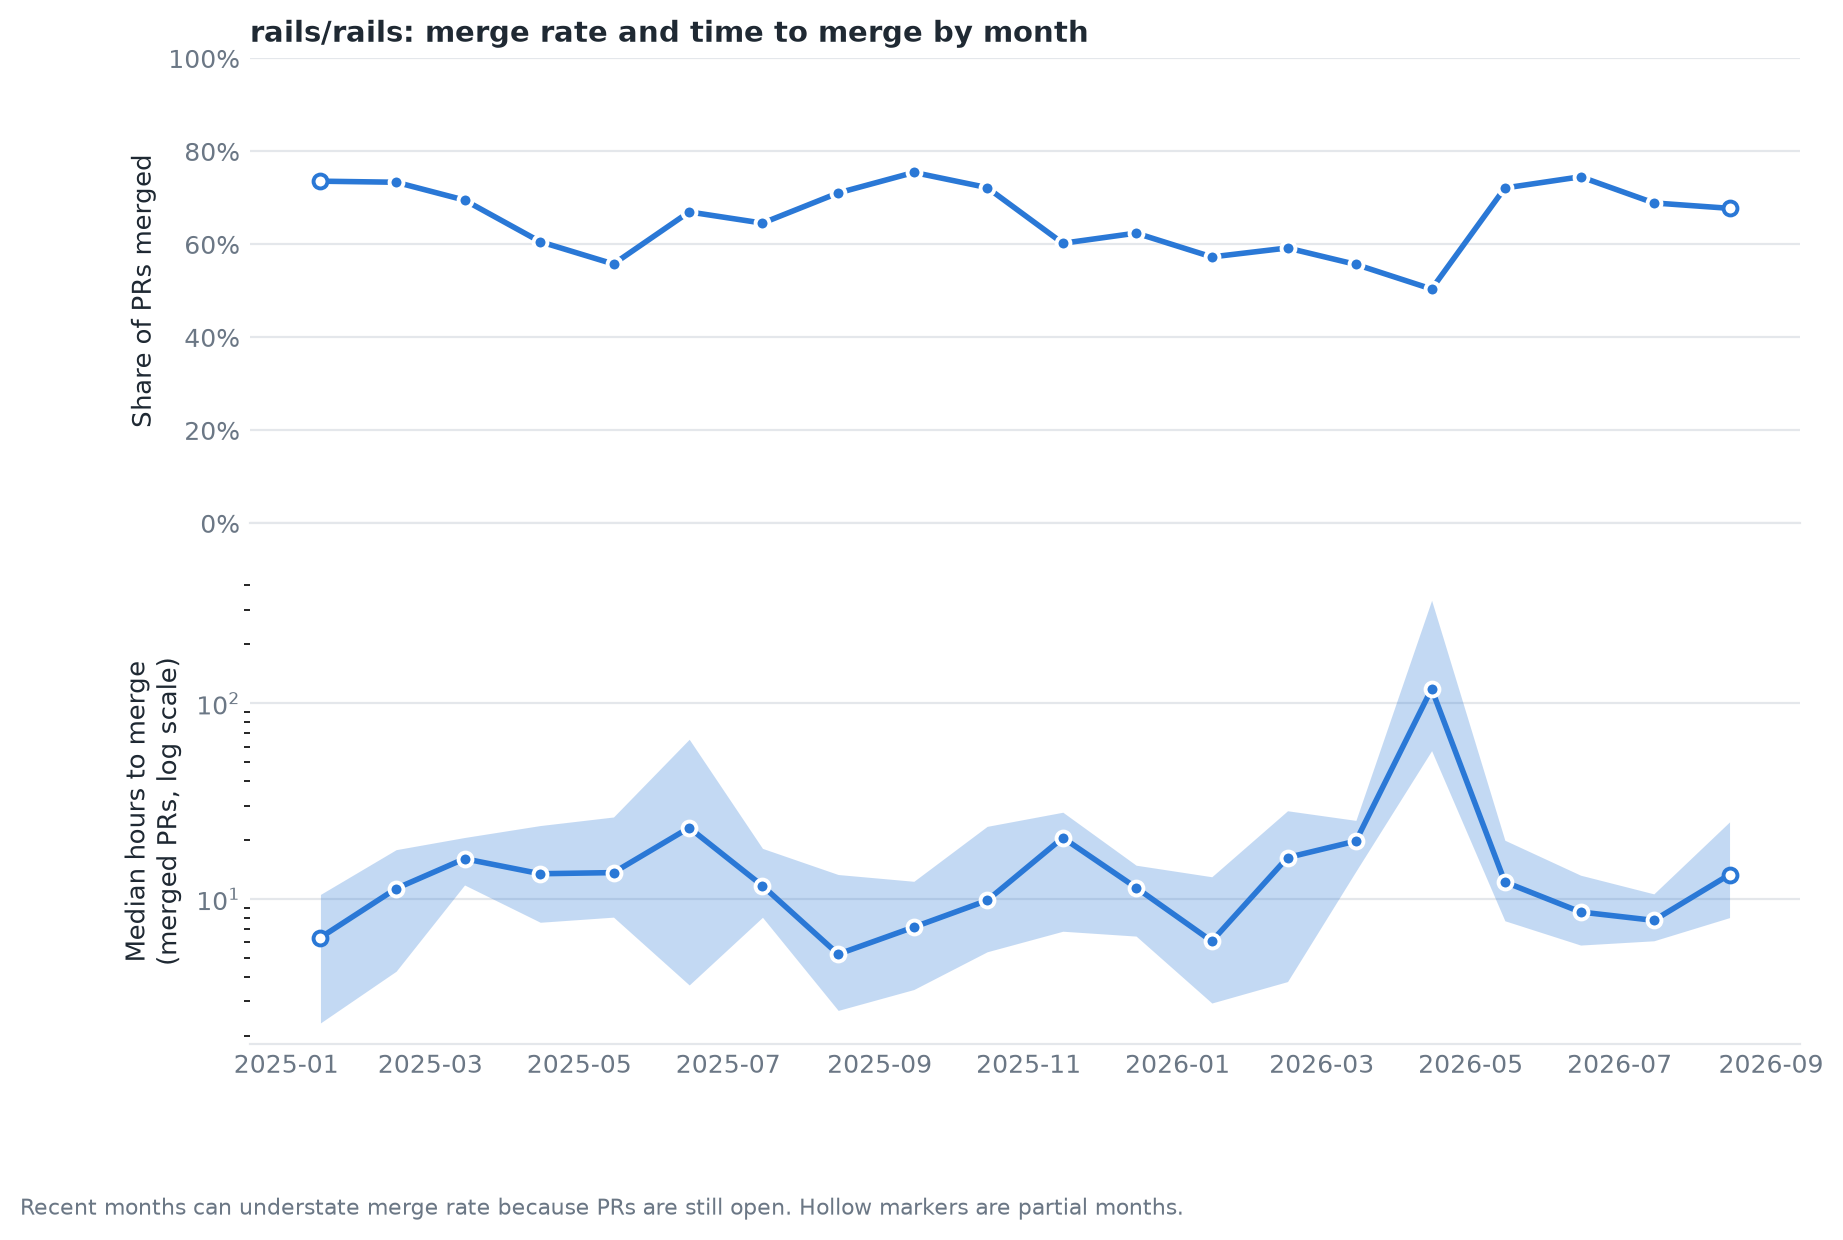 rails/rails: merge rate and time to merge by month
100%
80%
60%
40%
20%
0%
Share of PRs merged
10²
10¹
Median hours to merge
(merged PRs, log scale)
2025-01 2025-03 2025-05 2025-07 2025-09 2025-11 2026-01 2026-03 2026-05 2026-07 2026-09
Recent months can understate merge rate because PRs are still open. Hollow markers are partial months.